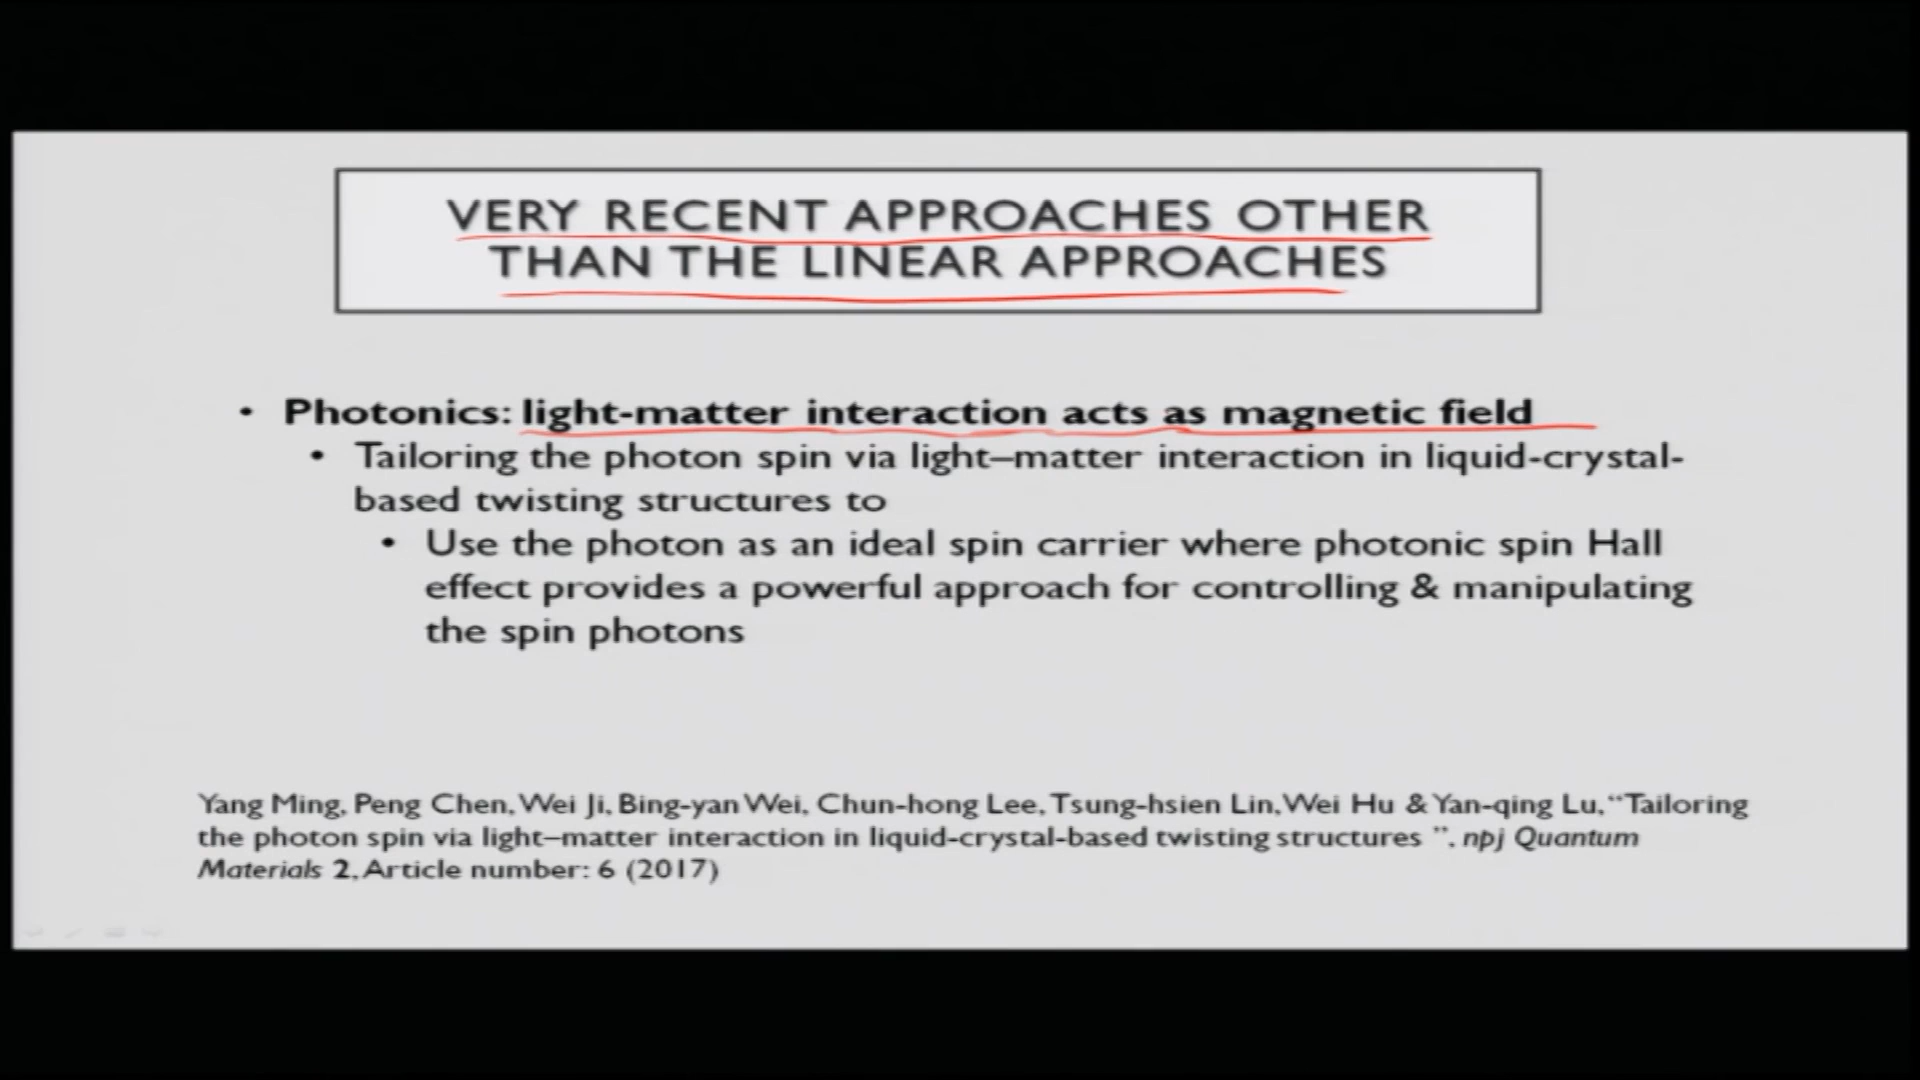 VERY RECENT APPROACHES OTHER
THAN THE LINEAR APPROACHES
• Photonics: light-matter interaction acts as magnetic field
• Tailoring the photon spin via light–matter interaction in liquid-crystal-
based twisting structures to
• Use the photon as an ideal spin carrier where photonic spin Hall
effect provides a powerful approach for controlling & manipulating
the spin photons
Yang Ming, Peng Chen, Wei Ji, Bing-yan Wei, Chun-hong Lee, Tsung-hsien Lin, Wei Hu & Yan-qing Lu, “Tailoring
the photon spin via light–matter interaction in liquid-crystal-based twisting structures ”, npj Quantum
Materials 2, Article number: 6 (2017)